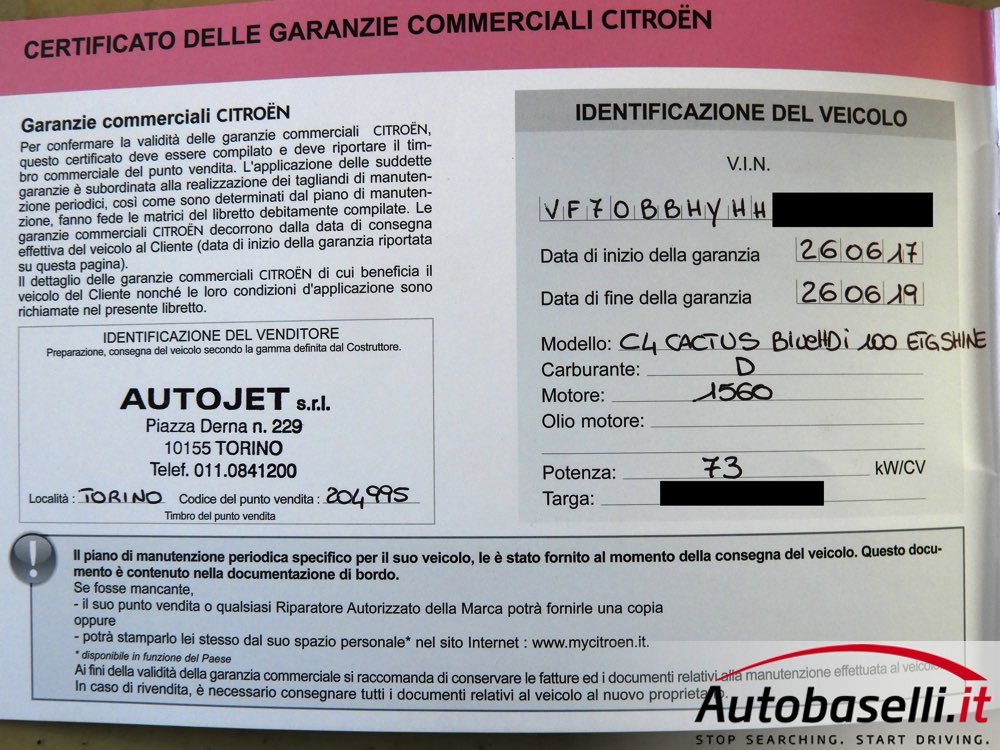 CERTIFICATO DELLE GARANZIE COMMERCIALI CITROËN
Garanzie commerciali CITROËN
Per confermare la validità delle garanzie commerciali CITROËN,
questo certificato deve essere compilato e deve riportare il tim-
bro commerciale del punto vendita. L'applicazione delle suddette
garanzie è subordinata alla realizzazione dei tagliandi di manuten-
zione periodici, così come sono determinati dal piano di manuten-
zione, fanno fede le matrici del libretto debitamente compilate. Le
garanzie commerciali CITROËN decorrono dalla data di consegna
effettiva del veicolo al Cliente (data di inizio della garanzia riportata
su questa pagina).
Il dettaglio delle garanzie commerciali CITROËN di cui beneficia il
veicolo del Cliente nonché le loro condizioni d'applicazione sono
richiamate nel presente libretto.
IDENTIFICAZIONE DEL VENDITORE
Preparazione, consegna del veicolo secondo la gamma definita dal Costruttore.
AUTOJET s.r.l.
Piazza Derna n. 229
10155 TORINO
Telef. 011.0841200
Località : TORINO Codice del punto vendita : 204995
Timbro del punto vendita
IDENTIFICAZIONE DEL VEICOLO
V.I.N.
VF70BBHYHH
Data di inizio della garanzia 26 06 17
Data di fine della garanzia 26 06 19
Modello: C4 CACTUS BlueHDi 100 ETG SHINE
Carburante: D
Motore: 1560
Olio motore:
Potenza: 73 kW/CV
Targa:
Il piano di manutenzione periodica specifico per il suo veicolo, le è stato fornito al momento della consegna del veicolo. Questo docu-
mento è contenuto nella documentazione di bordo.
Se fosse mancante,
- il suo punto vendita o qualsiasi Riparatore Autorizzato della Marca potrà fornirle una copia
oppure
- potrà stamparlo lei stesso dal suo spazio personale* nel sito Internet : www.mycitroen.it.
* disponibile in funzione del Paese
Ai fini della validità della garanzia commerciale si raccomanda di conservare le fatture ed i documenti relativi alla manutenzione effettuata al veicolo.
In caso di rivendita, è necessario consegnare tutti i documenti relativi al veicolo al nuovo proprietario.
Autobaselli.it
STOP SEARCHING. START DRIVING.